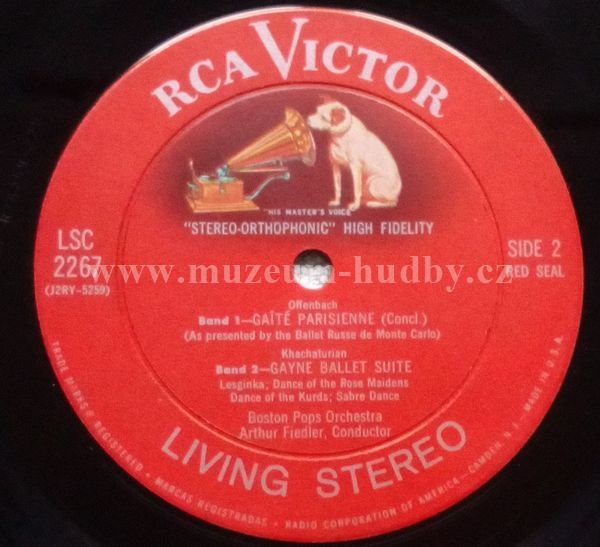 RCA VICTOR
"HIS MASTER'S VOICE
"STEREO-ORTHOPHONIC" HIGH FIDELITY
LSC
2267
(J2RY-5259)
SIDE 2
RED SEAL
www.muzeum-hudby.cz
Offenbach
Band 1—GAÎTÉ PARISIENNE (Concl.)
(As presented by the Ballet Russe de Monte Carlo)
Khachaturian
Band 2—GAYNE BALLET SUITE
Lesginka; Dance of the Rose Maidens
Dance of the Kurds; Sabre Dance
Boston Pops Orchestra
Arthur Fiedler, Conductor
LIVING STEREO
TRADE MARKS ® REGISTERED • MARCAS REGISTRADAS • RADIO CORPORATION OF AMERICA—CAMDEN, N. J. • MADE IN U.S.A.